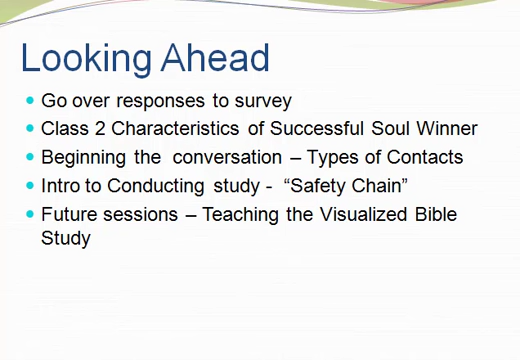 Looking Ahead
Go over responses to survey
Class 2 Characteristics of Successful Soul Winner
Beginning the conversation – Types of Contacts
Intro to Conducting study - “Safety Chain”
Future sessions – Teaching the Visualized Bible
Study